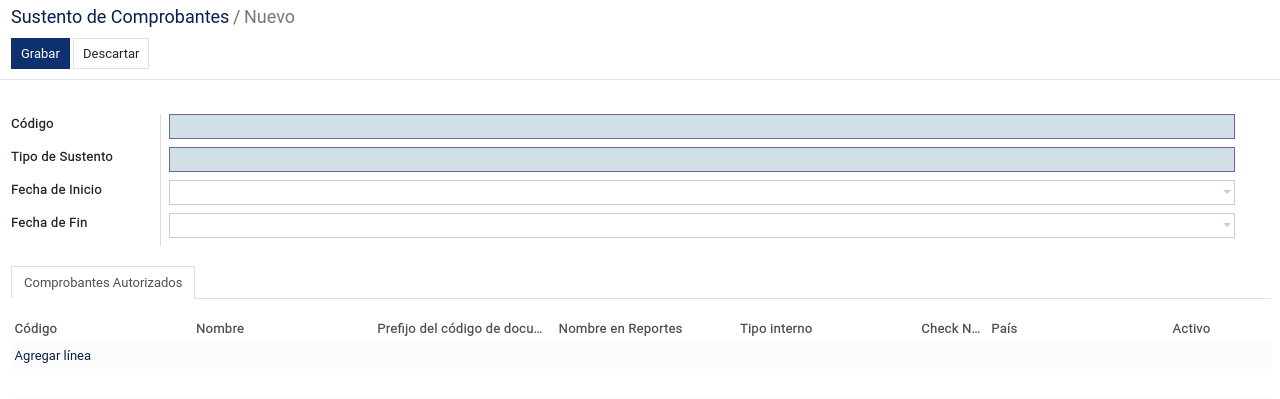 Sustento de Comprobantes / Nuevo
Grabar Descartar
Código
Tipo de Sustento
Fecha de Inicio
Fecha de Fin
Comprobantes Autorizados
Código Nombre Prefijo del código de docu... Nombre en Reportes Tipo interno Check N... País Activo
Agregar línea